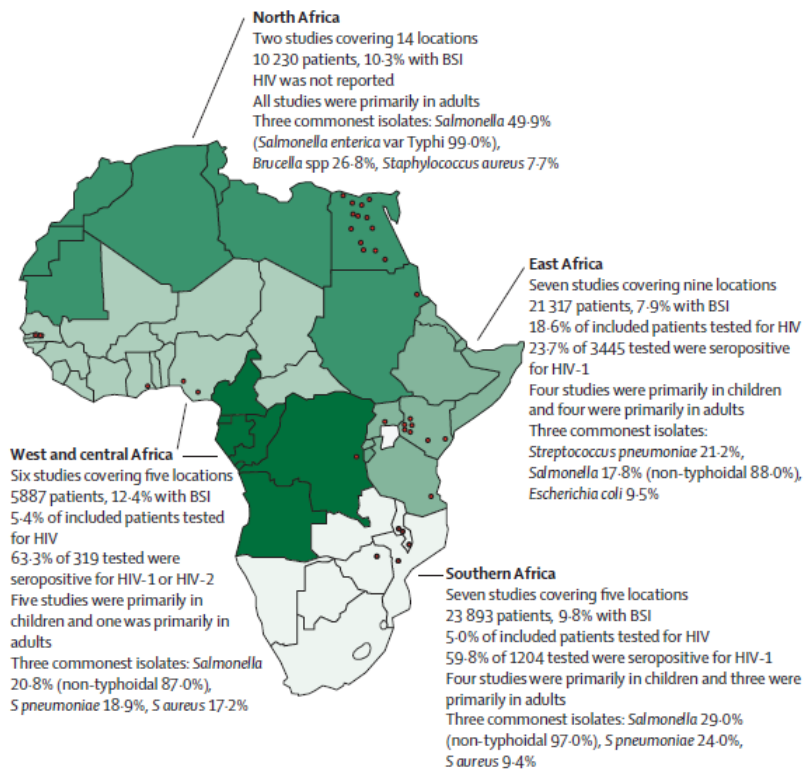 North Africa
Two studies covering 14 locations
10 230 patients, 10·3% with BSI
HIV was not reported
All studies were primarily in adults
Three commonest isolates: Salmonella 49·9%
(Salmonella enterica var Typhi 99·0%),
Brucella spp 26·8%, Staphylococcus aureus 7·7%
East Africa
Seven studies covering nine locations
21 317 patients, 7·9% with BSI
18·6% of included patients tested for HIV
23·7% of 3445 tested were seropositive
for HIV-1
Four studies were primarily in children
and four were primarily in adults
Three commonest isolates:
Streptococcus pneumoniae 21·2%,
Salmonella 17·8% (non-typhoidal 88·0%),
Escherichia coli 9·5%
West and central Africa
Six studies covering five locations
5887 patients, 12·4% with BSI
5·4% of included patients tested
for HIV
63·3% of 319 tested were
seropositive for HIV-1 or HIV-2
Five studies were primarily in
children and one was primarily in
adults
Three commonest isolates: Salmonella
20·8% (non-typhoidal 87·0%),
S pneumoniae 18·9%, S aureus 17·2%
Southern Africa
Seven studies covering five locations
23 893 patients, 9·8% with BSI
5·0% of included patients tested for HIV
59·8% of 1204 tested were seropositive for HIV-1
Four studies were primarily in children and three were
primarily in adults
Three commonest isolates: Salmonella 29·0%
(non-typhoidal 97·0%), S pneumoniae 24·0%,
S aureus 9·4%